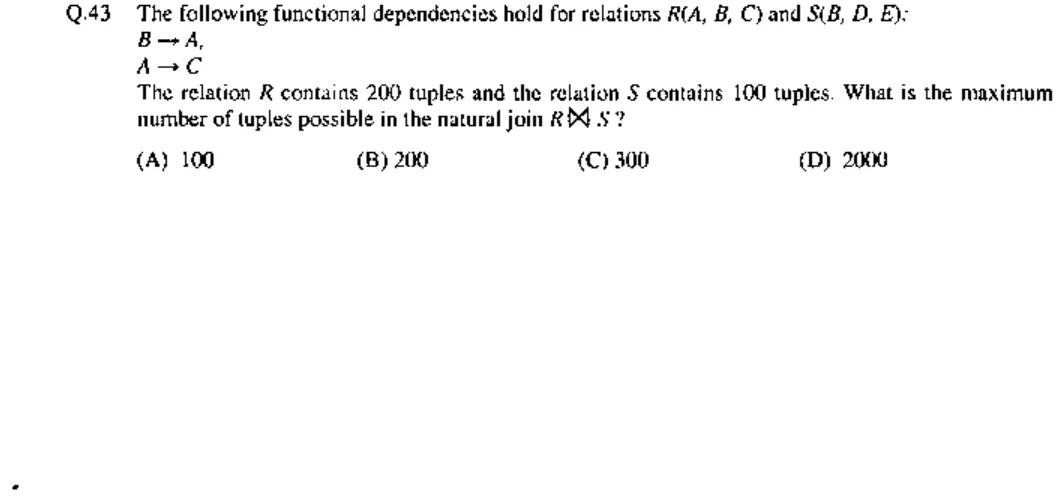 Q.43 The following functional dependencies hold for relations R(A, B, C) and S(B, D, E):
B → A,
A → C
The relation R contains 200 tuples and the relation S contains 100 tuples. What is the maximum
number of tuples possible in the natural join R ⋈ S ?
(A) 100 (B) 200 (C) 300 (D) 2000